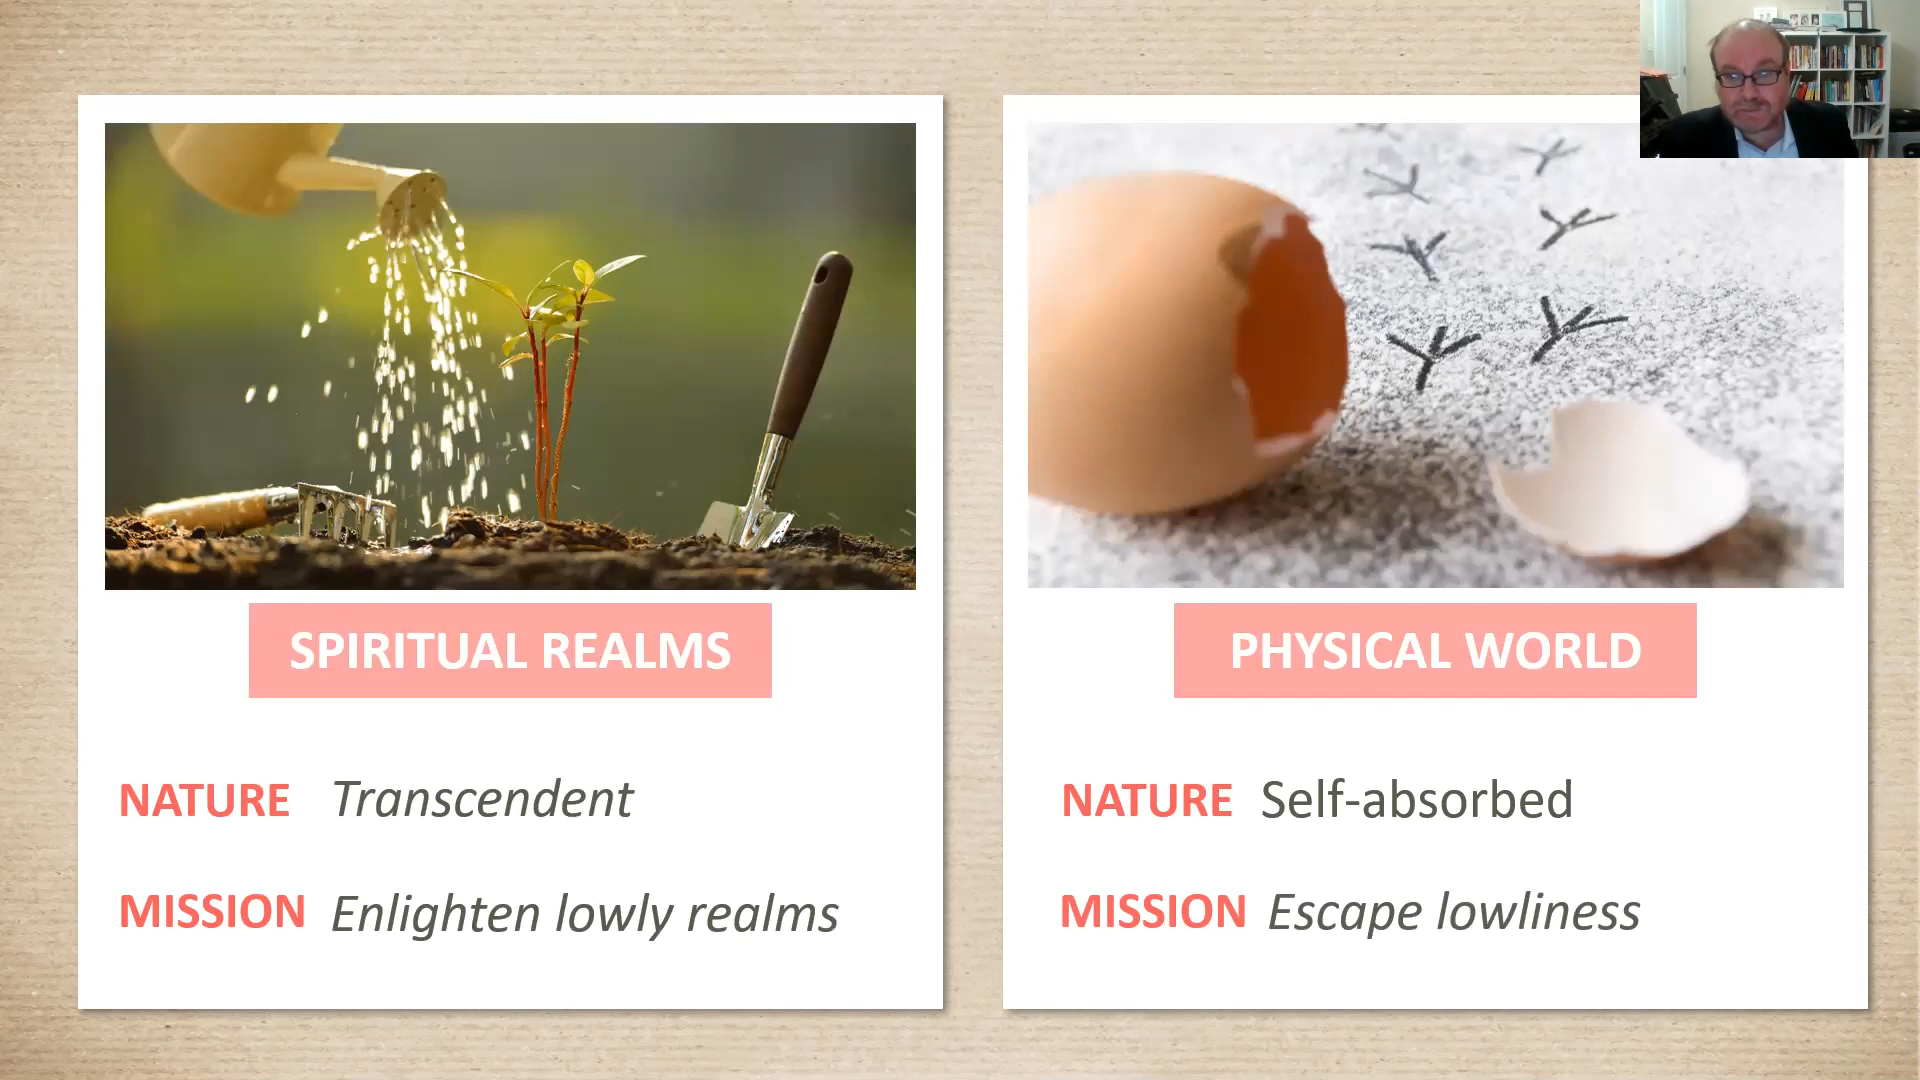 SPIRITUAL REALMS
NATURE Transcendent
MISSION Enlighten lowly realms
PHYSICAL WORLD
NATURE Self-absorbed
MISSION Escape lowliness